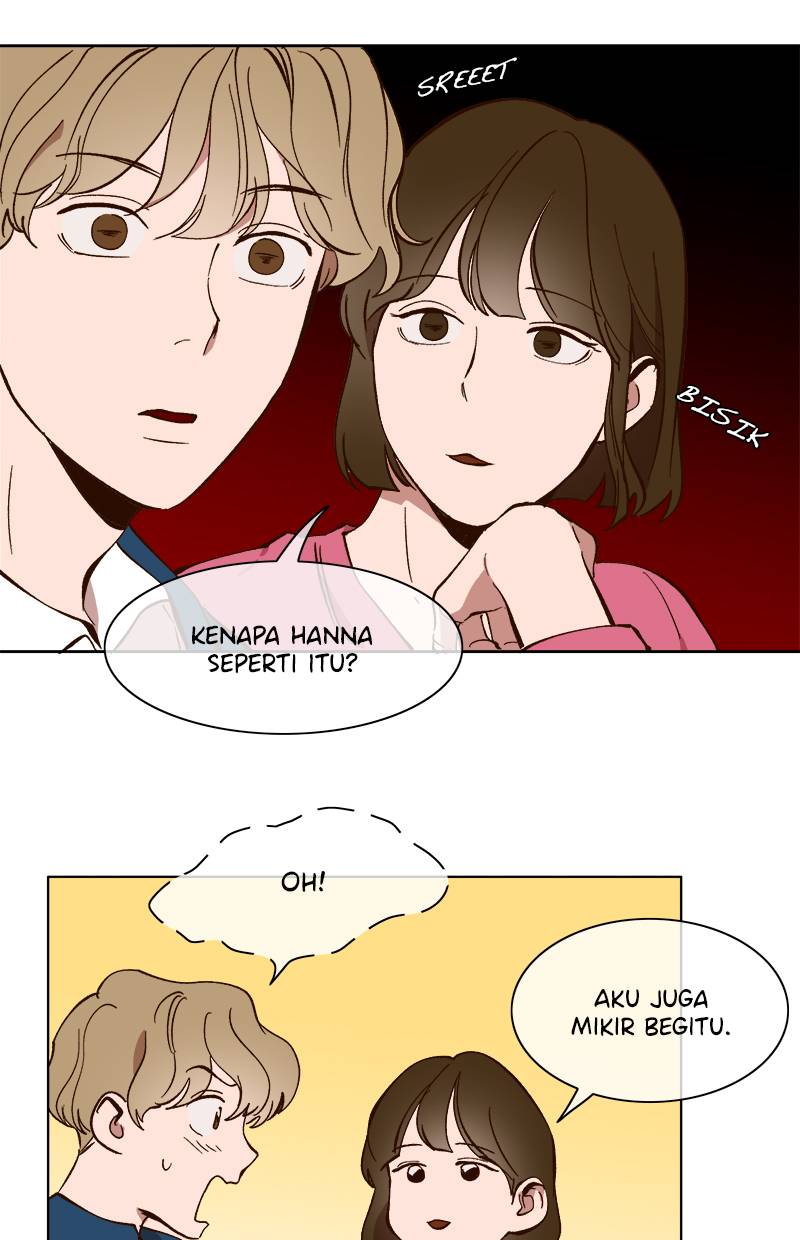 SREEET
BISIK
KENAPA HANNA
SEPERTI ITU?
OH!
AKU JUGA
MIKIR BEGITU.